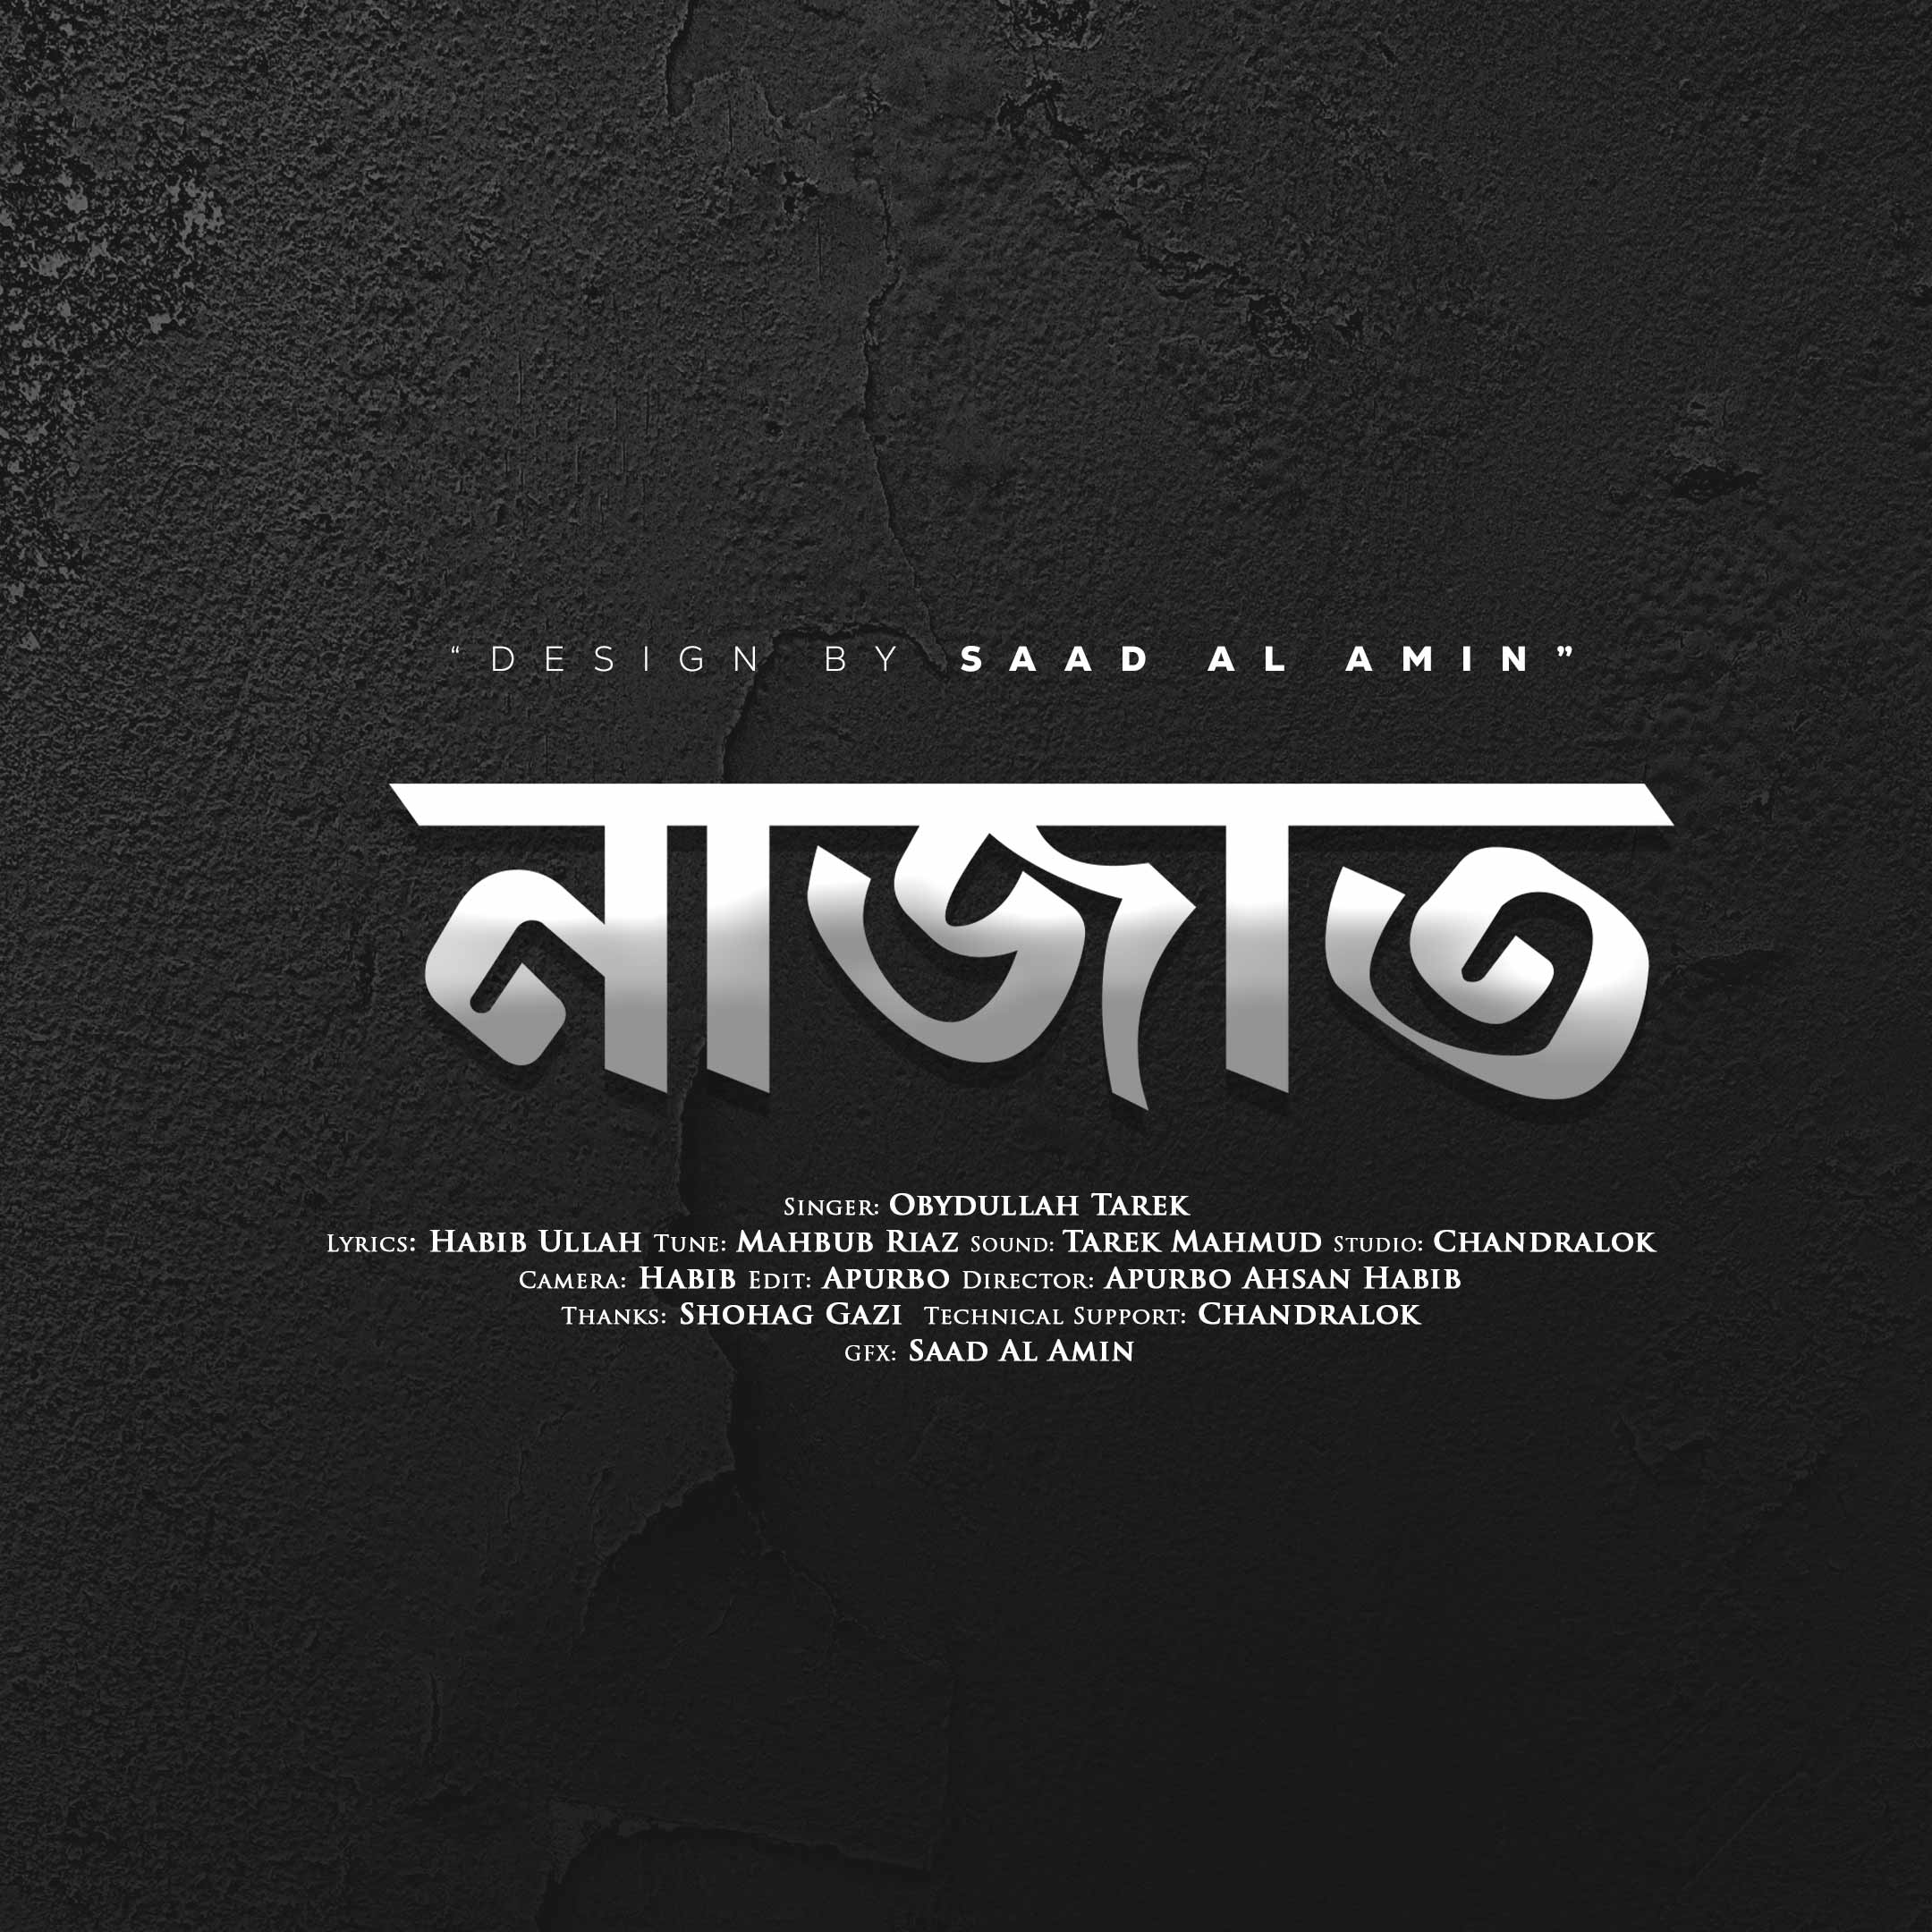 “DESIGN BY SAAD AL AMIN”
নাজাত
Singer: Obydullah Tarek
Lyrics: Habib Ullah Tune: Mahbub Riaz Sound: Tarek Mahmud Studio: Chandralok
Camera: Habib Edit: Apurbo Director: Apurbo Ahsan Habib
Thanks: Shohag Gazi Technical Support: Chandralok
GFX: Saad Al Amin